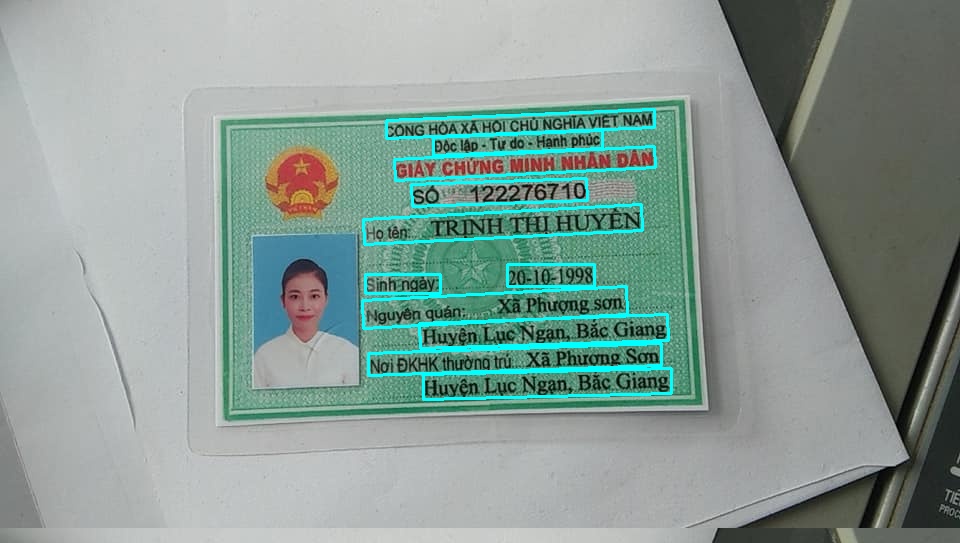 CỘNG HÒA XÃ HỘI CHỦ NGHĨA VIỆT NAM
Độc lập - Tự do - Hạnh phúc
GIẤY CHỨNG MINH NHÂN DÂN
SỐ 122276710
Họ tên: TRỊNH THỊ HUYỀN
Sinh ngày: 20-10-1998
Nguyên quán: Xã Phượng sơn
Huyện Lục Ngạn, Bắc Giang
Nơi ĐKHK thường trú: Xã Phượng Sơn
Huyện Lục Ngạn, Bắc Giang